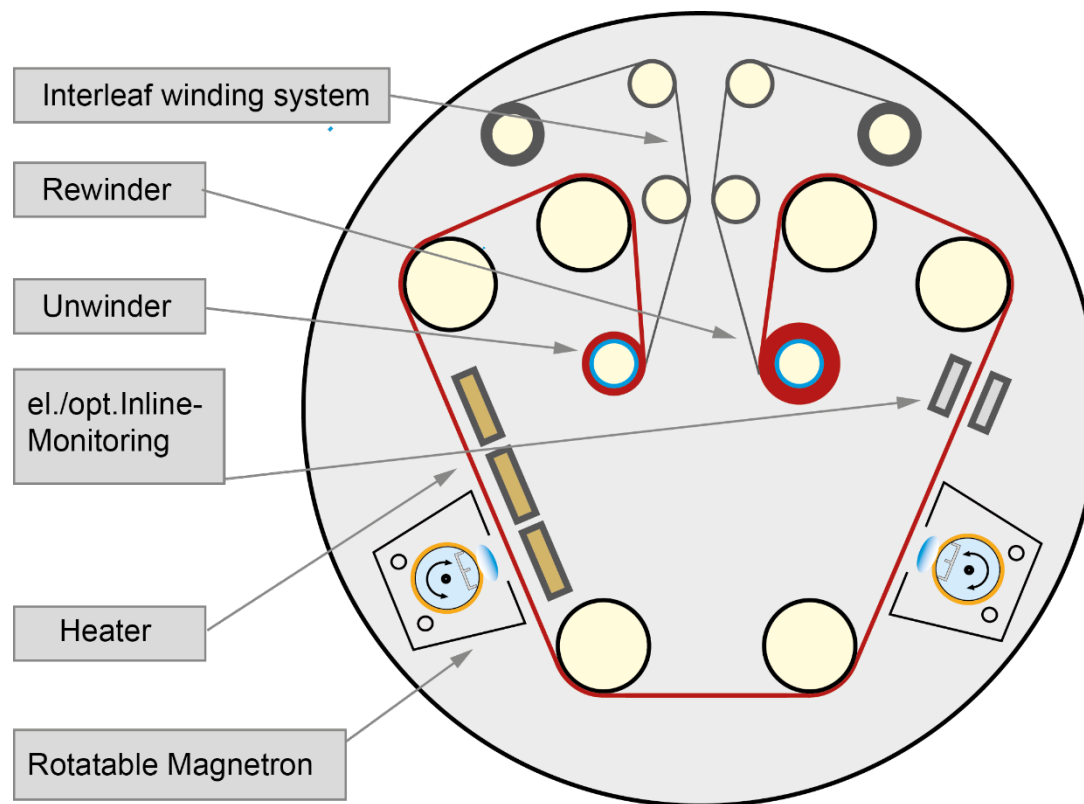 Interleaf winding system
Rewinder
Unwinder
el./opt.Inline-
Monitoring
Heater
Rotatable Magnetron